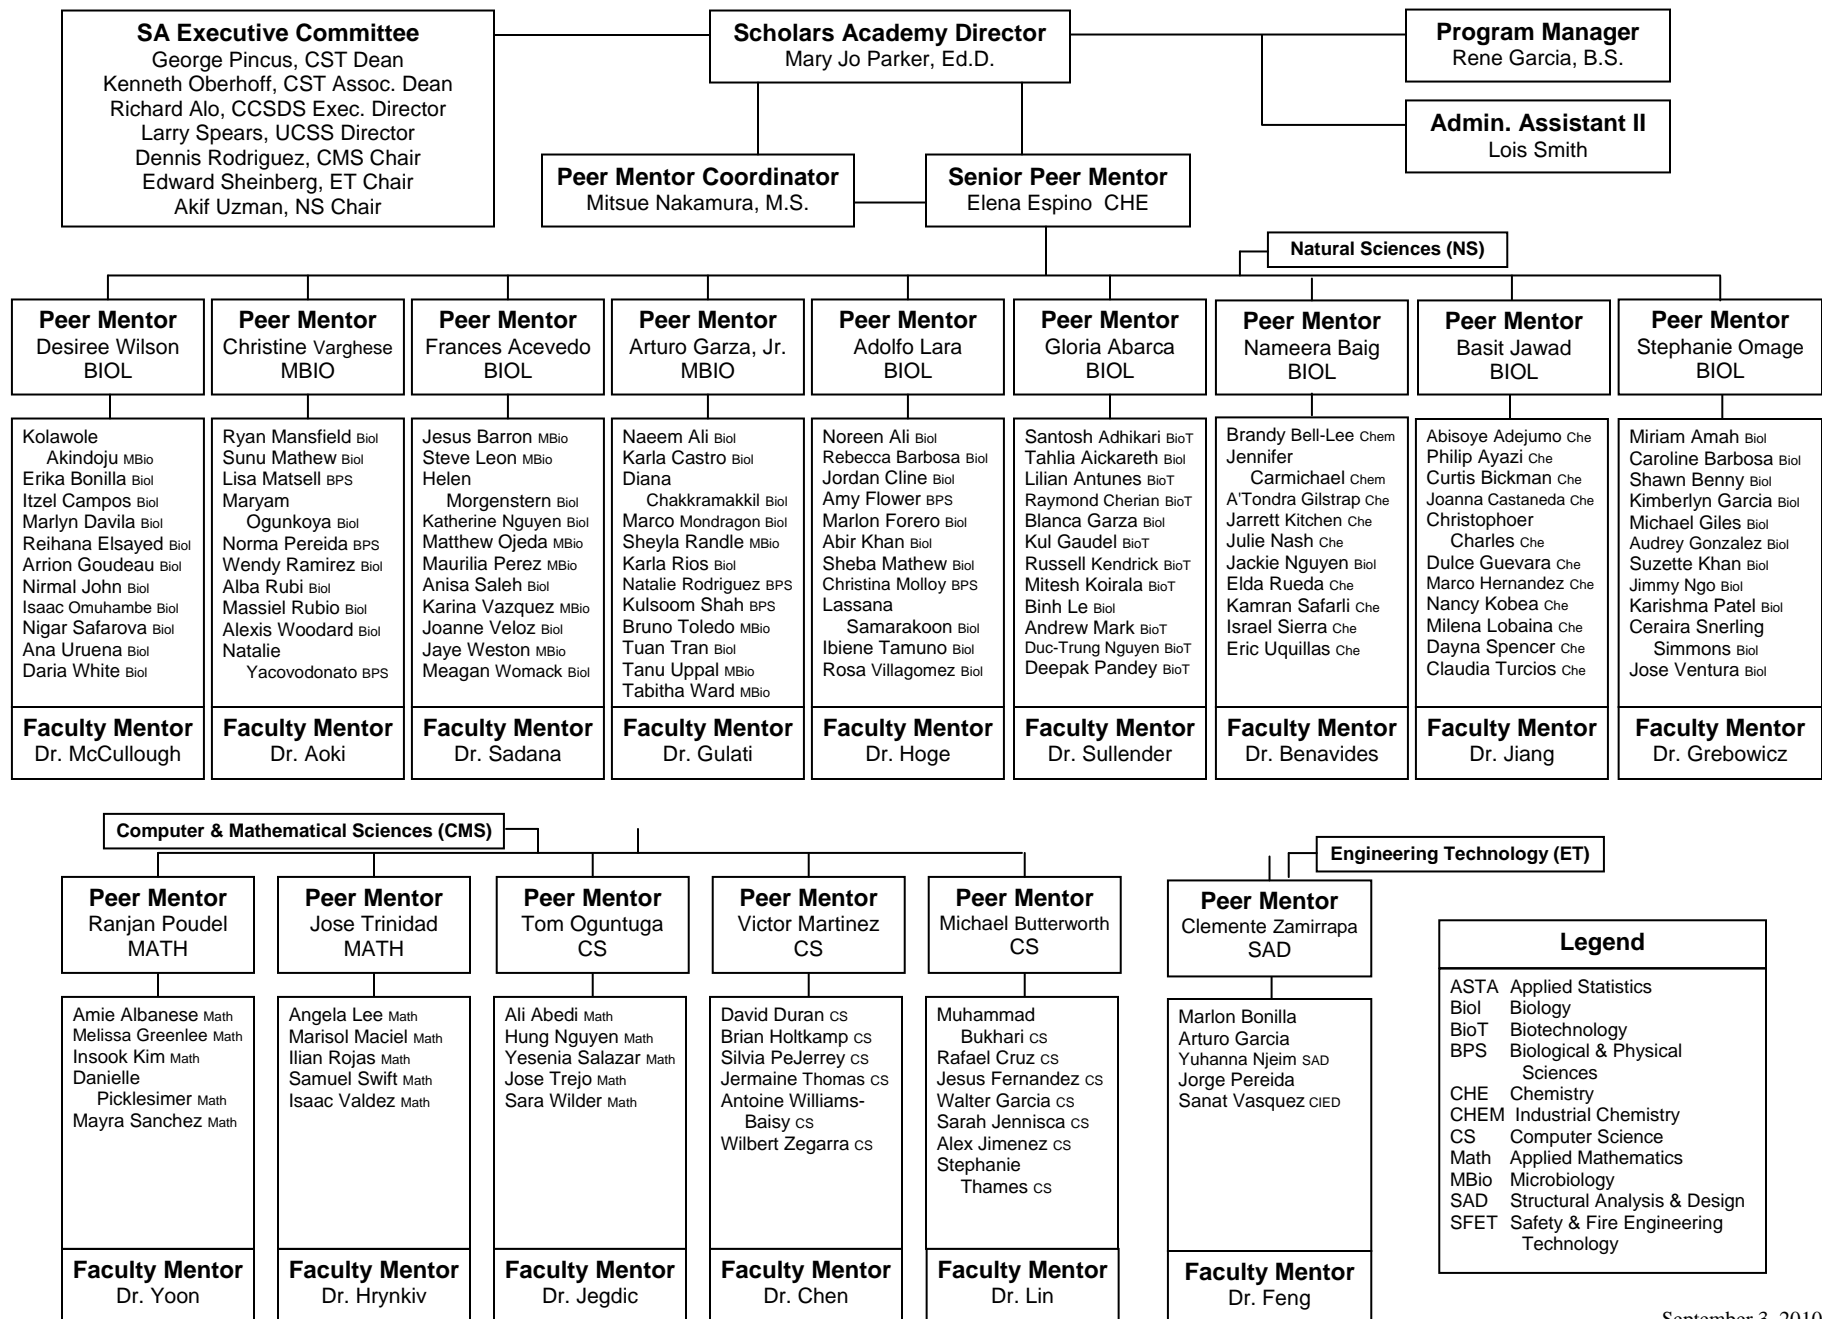 SA Executive Committee
George Pincus, CST Dean
Kenneth Oberhoff, CST Assoc. Dean
Richard Alo, CCSDS Exec. Director
Larry Spears, UCSS Director
Dennis Rodriguez, CMS Chair
Edward Sheinberg, ET Chair
Akif Uzman, NS Chair
Scholars Academy Director
Mary Jo Parker, Ed.D.
Program Manager
Rene Garcia, B.S.
Admin. Assistant II
Lois Smith
Peer Mentor Coordinator
Mitsue Nakamura, M.S.
Senior Peer Mentor
Elena Espino CHE
Natural Sciences (NS)
Peer Mentor
Desiree Wilson
BIOL
Kolawole
Akindoju MBio
Erika Bonilla Biol
Itzel Campos Biol
Marlyn Davila Biol
Reihana Elsayed Biol
Arrion Goudeau Biol
Nirmal John Biol
Isaac Omuhambe Biol
Nigar Safarova Biol
Ana Uruena Biol
Daria White Biol
Faculty Mentor
Dr. McCullough
Peer Mentor
Christine Varghese
MBIO
Ryan Mansfield Biol
Sunu Mathew Biol
Lisa Matsell BPS
Maryam
Ogunkoya Biol
Norma Pereida BPS
Wendy Ramirez Biol
Alba Rubi Biol
Massiel Rubio Biol
Alexis Woodard Biol
Natalie
Yacovodonato BPS
Faculty Mentor
Dr. Aoki
Peer Mentor
Frances Acevedo
BIOL
Jesus Barron MBio
Steve Leon MBio
Helen
Morgenstern Biol
Katherine Nguyen Biol
Matthew Ojeda MBio
Maurilia Perez MBio
Anisa Saleh Biol
Karina Vazquez MBio
Joanne Veloz Biol
Jaye Weston MBio
Meagan Womack Biol
Faculty Mentor
Dr. Sadana
Peer Mentor
Arturo Garza, Jr.
MBIO
Naeem Ali Biol
Karla Castro Biol
Diana
Chakkramakkil Biol
Marco Mondragon Biol
Sheyla Randle MBio
Karla Rios Biol
Natalie Rodriguez BPS
Kulsoom Shah BPS
Bruno Toledo MBio
Tuan Tran Biol
Tanu Uppal MBio
Tabitha Ward MBio
Faculty Mentor
Dr. Gulati
Peer Mentor
Adolfo Lara
BIOL
Noreen Ali Biol
Rebecca Barbosa Biol
Jordan Cline Biol
Amy Flower BPS
Marlon Forero Biol
Abir Khan Biol
Sheba Mathew Biol
Christina Molloy BPS
Lassana
Samarakoon Biol
Ibiene Tamuno Biol
Rosa Villagomez Biol
Faculty Mentor
Dr. Hoge
Peer Mentor
Gloria Abarca
BIOL
Santosh Adhikari BioT
Tahlia Aickareth Biol
Lilian Antunes BioT
Raymond Cherian BioT
Blanca Garza Biol
Kul Gaudel BioT
Russell Kendrick BioT
Mitesh Koirala BioT
Binh Le Biol
Andrew Mark BioT
Duc-Trung Nguyen BioT
Deepak Pandey BioT
Faculty Mentor
Dr. Sullender
Peer Mentor
Nameera Baig
BIOL
Brandy Bell-Lee Chem
Jennifer
Carmichael Chem
A'Tondra Gilstrap Che
Jarrett Kitchen Che
Julie Nash Che
Jackie Nguyen Biol
Elda Rueda Che
Kamran Safarli Che
Israel Sierra Che
Eric Uquillas Che
Faculty Mentor
Dr. Benavides
Peer Mentor
Basit Jawad
BIOL
Abisoye Adejumo Che
Philip Ayazi Che
Curtis Bickman Che
Joanna Castaneda Che
Christophoer
Charles Che
Dulce Guevara Che
Marco Hernandez Che
Nancy Kobea Che
Milena Lobaina Che
Dayna Spencer Che
Claudia Turcios Che
Faculty Mentor
Dr. Jiang
Peer Mentor
Stephanie Omage
BIOL
Miriam Amah Biol
Caroline Barbosa Biol
Shawn Benny Biol
Kimberlyn Garcia Biol
Michael Giles Biol
Audrey Gonzalez Biol
Suzette Khan Biol
Jimmy Ngo Biol
Karishma Patel Biol
Ceraira Snerling
Simmons Biol
Jose Ventura Biol
Faculty Mentor
Dr. Grebowicz
Computer & Mathematical Sciences (CMS)
Peer Mentor
Ranjan Poudel
MATH
Amie Albanese Math
Melissa Greenlee Math
Insook Kim Math
Danielle
Picklesimer Math
Mayra Sanchez Math
Faculty Mentor
Dr. Yoon
Peer Mentor
Jose Trinidad
MATH
Angela Lee Math
Marisol Maciel Math
Ilian Rojas Math
Samuel Swift Math
Isaac Valdez Math
Faculty Mentor
Dr. Hrynkiv
Peer Mentor
Tom Oguntuga
CS
Ali Abedi Math
Hung Nguyen Math
Yesenia Salazar Math
Jose Trejo Math
Sara Wilder Math
Faculty Mentor
Dr. Jegdic
Peer Mentor
Victor Martinez
CS
David Duran CS
Brian Holtkamp CS
Silvia PeJerrey CS
Jermaine Thomas CS
Antoine Williams-
Baisy CS
Wilbert Zegarra CS
Faculty Mentor
Dr. Chen
Peer Mentor
Michael Butterworth
CS
Muhammad
Bukhari CS
Rafael Cruz CS
Jesus Fernandez CS
Walter Garcia CS
Sarah Jennisca CS
Alex Jimenez CS
Stephanie
Thames CS
Faculty Mentor
Dr. Lin
Engineering Technology (ET)
Peer Mentor
Clemente Zamirrapa
SAD
Marlon Bonilla
Arturo Garcia
Yuhanna Njeim SAD
Jorge Pereida
Sanat Vasquez CIED
Faculty Mentor
Dr. Feng
Legend
ASTA Applied Statistics
Biol Biology
BioT Biotechnology
BPS Biological & Physical
Sciences
CHE Chemistry
CHEM Industrial Chemistry
CS Computer Science
Math Applied Mathematics
MBio Microbiology
SAD Structural Analysis & Design
SFET Safety & Fire Engineering
Technology
September 3, 2010